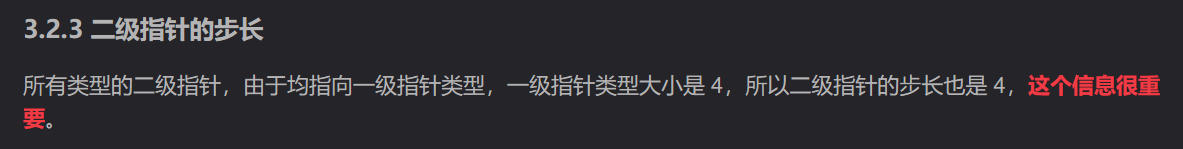 3.2.3 二级指针的步长
所有类型的二级指针，由于均指向一级指针类型，一级指针类型大小是 4，所以二级指针的步长也是 4，这个信息很重
要。